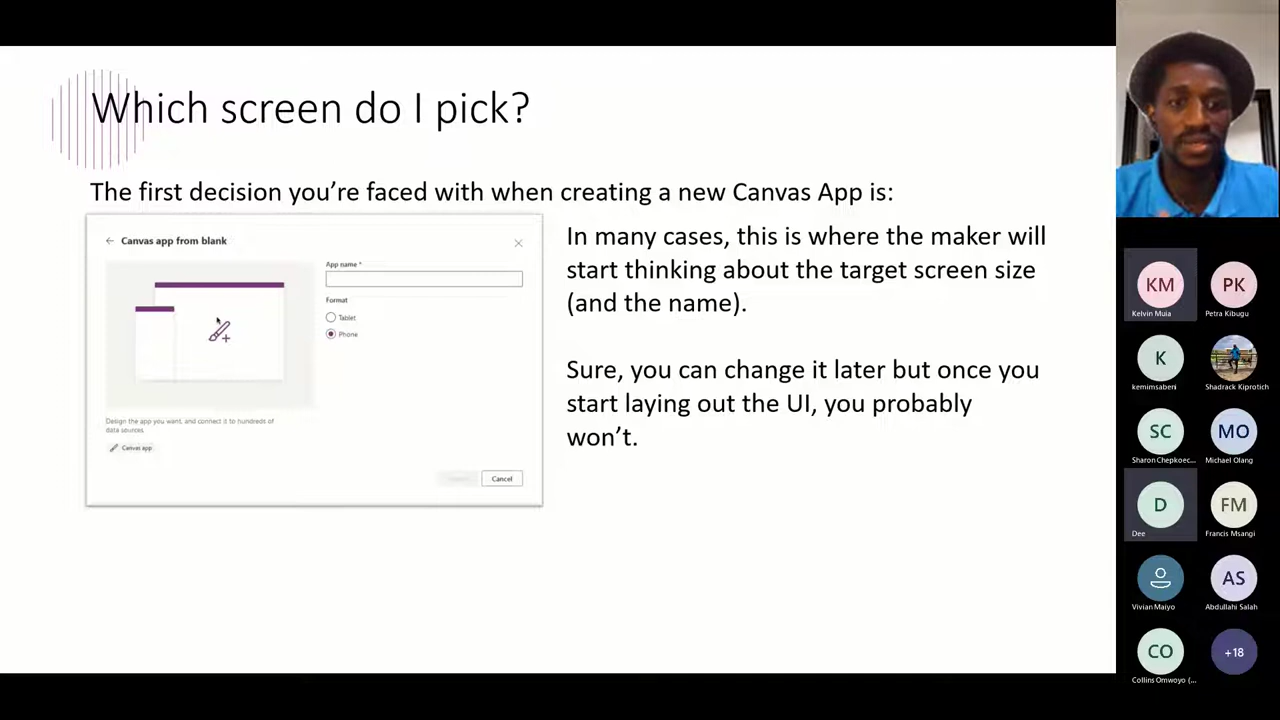 Which screen do I pick?
The first decision you're faced with when creating a new Canvas App is:
Canvas app from blank
App name *
Format
Tablet
Phone
Design the app you want, and connect it to hundreds of
data sources.
Canvas app
Cancel
In many cases, this is where the maker will
start thinking about the target screen size
(and the name).
Sure, you can change it later but once you
start laying out the UI, you probably
won't.
KM
Kelvin Muia
PK
Petra Kibugu
K
kemimsabeni
Shadrack Kiprotich
SC
Sharon Chepkoec...
MO
Michael Olang
D
Dee
FM
Francis Msangi
Vivian Maiyo
AS
Abdullahi Salah
CO
Collins Omwoyo (...
+18